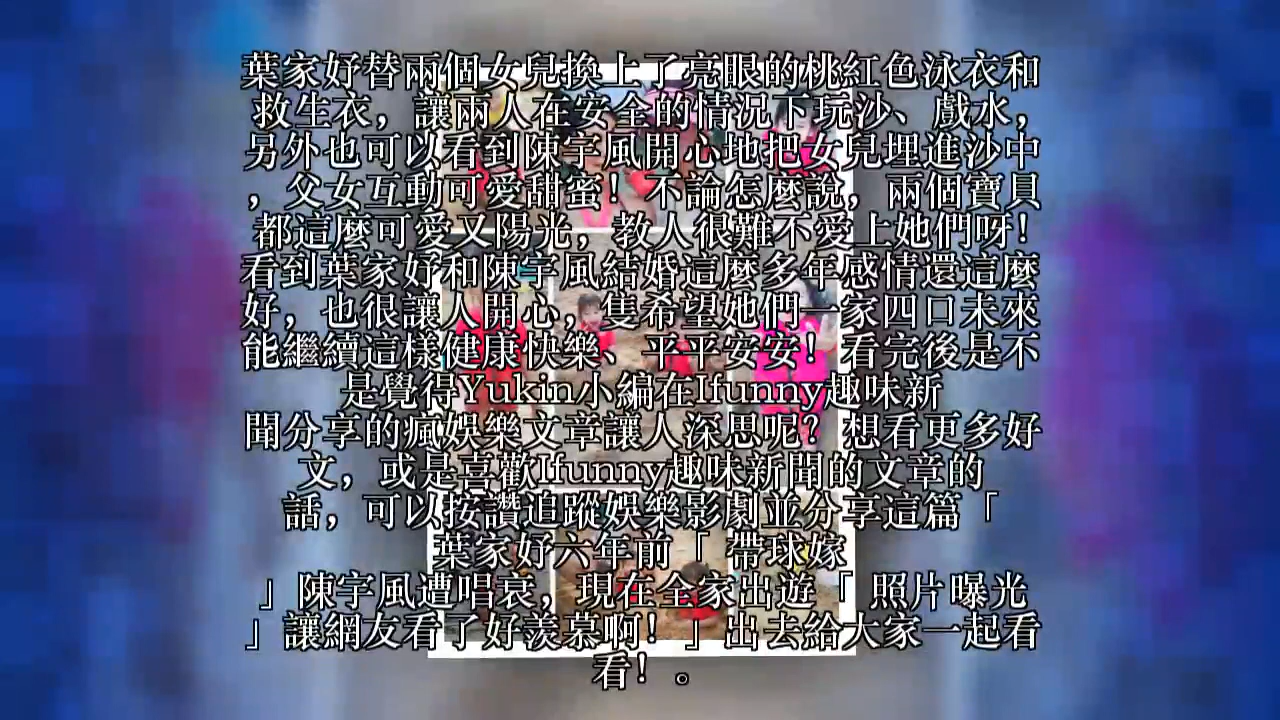 葉家妤替兩個女兒換上了亮眼的桃紅色泳衣和
救生衣，讓兩人在安全的情況下玩沙、戲水，
另外也可以看到陳宇風開心地把女兒埋進沙中
，父女互動可愛甜蜜！不論怎麼說，兩個寶貝
都這麼可愛又陽光，教人很難不愛上她們呀！
看到葉家妤和陳宇風結婚這麼多年感情還這麼
好，也很讓人開心，隻希望她們一家四口未來
能繼續這樣健康快樂、平平安安！看完後是不
是覺得Yukin小編在Ifunny趣味新
聞分享的瘋娛樂文章讓人深思呢？想看更多好
文，或是喜歡Ifunny趣味新聞的文章的
話，可以按讚追蹤娛樂影劇並分享這篇「
葉家妤六年前「 帶球嫁
」陳宇風遭唱衰，現在全家出遊「 照片曝光
」讓網友看了好羨慕啊！」出去給大家一起看
看！。